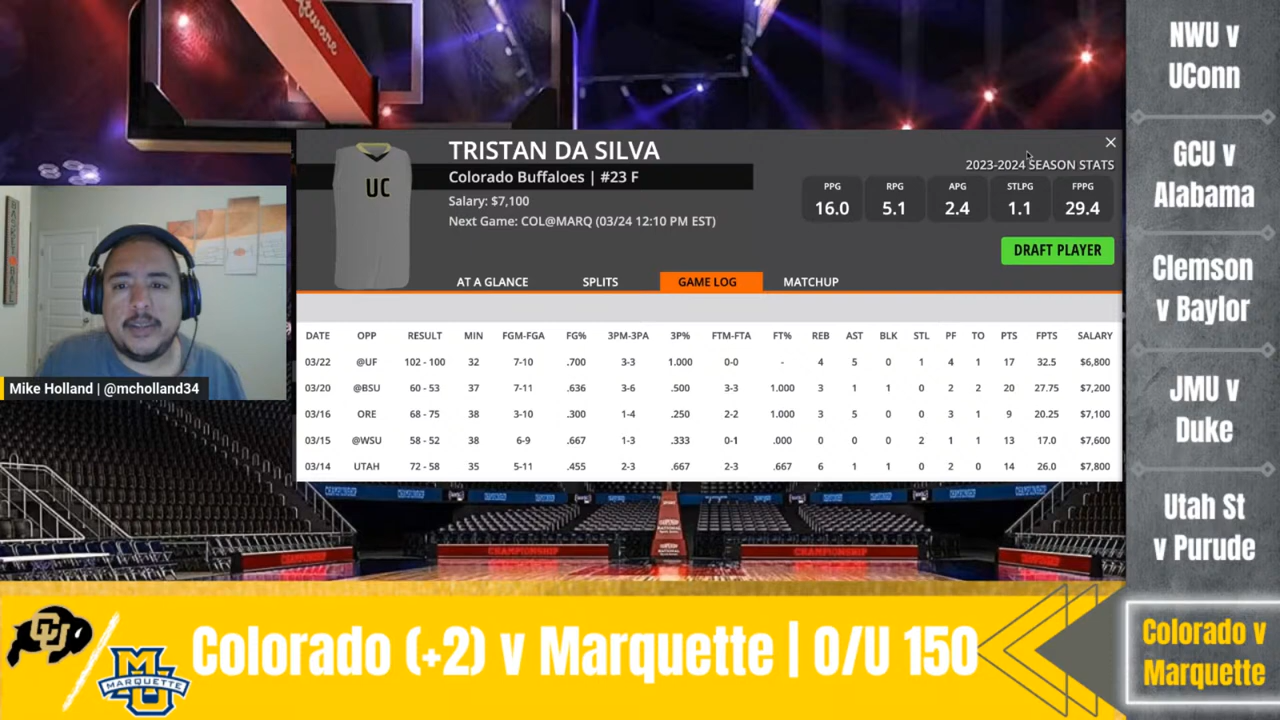 NWU v
UConn
GCU v
Alabama
Clemson
v Baylor
JMU v
Duke
Utah St
v Purude
Colorado v
Marquette
TRISTAN DA SILVA
Colorado Buffaloes | #23 F
Salary: $7,100
Next Game: COL@MARQ (03/24 12:10 PM EST)
UC
2023-2024 SEASON STATS
PPG RPG APG STLPG FPPG
16.0 5.1 2.4 1.1 29.4
DRAFT PLAYER
AT A GLANCE SPLITS GAME LOG MATCHUP
DATE OPP RESULT MIN FGM-FGA FG% 3PM-3PA 3P% FTM-FTA FT% REB AST BLK STL PF TO PTS FPTS SALARY
03/22 @UF 102 - 100 32 7-10 .700 3-3 1.000 0-0 - 4 5 0 1 4 1 17 32.5 $6,800
03/20 @BSU 60 - 53 37 7-11 .636 3-6 .500 3-3 1.000 3 1 1 0 2 2 20 27.75 $7,200
03/16 ORE 68 - 75 38 3-10 .300 1-4 .250 2-2 1.000 3 5 0 0 3 1 9 20.25 $7,100
03/15 @WSU 58 - 52 38 6-9 .667 1-3 .333 0-1 .000 0 0 0 2 1 1 13 17.0 $7,600
03/14 UTAH 72 - 58 35 5-11 .455 2-3 .667 2-3 .667 6 1 1 0 2 0 14 26.0 $7,800
Mike Holland | @mcholland34
CHAMPIONSHIP
CHAMPIONSHIP
CU
MU
MARQUETTE
Colorado (+2) v Marquette | O/U 150